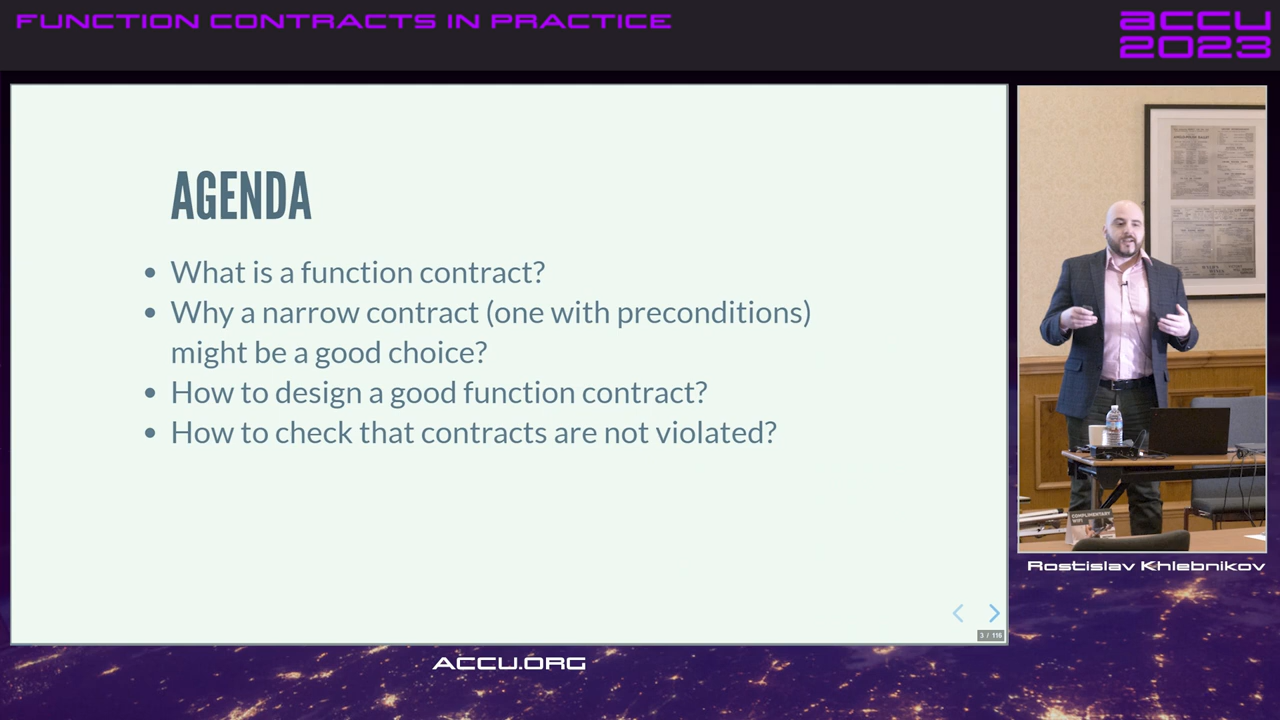 FUNCTION CONTRACTS IN PRACTICE
accu
2023
AGENDA
• What is a function contract?
• Why a narrow contract (one with preconditions)
might be a good choice?
• How to design a good function contract?
• How to check that contracts are not violated?
3 / 116
COMPLIMENTARY
WIFI
Rostislav Khlebnikov
ACCU.ORG